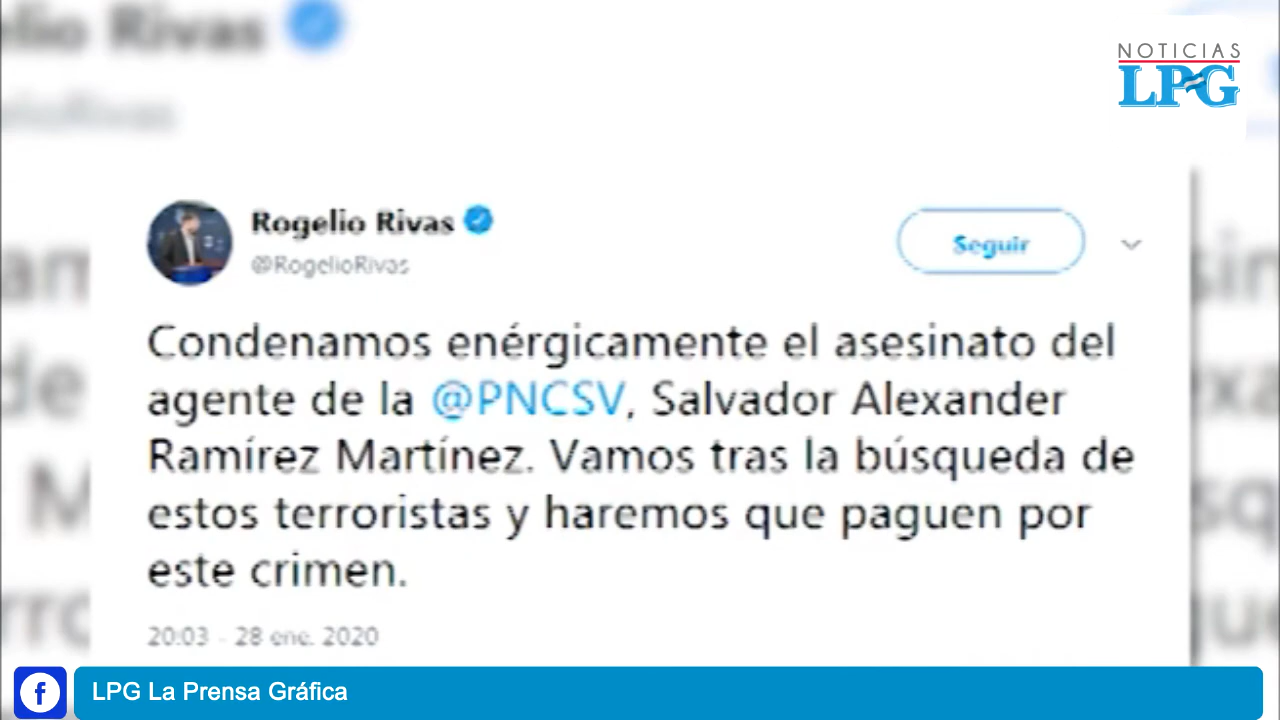 elio Rivas
NOTICIAS
LPG
Rogelio Rivas
@RogelioRivas
Seguir
Condenamos enérgicamente el asesinato del
agente de la @PNCSV, Salvador Alexander
Ramírez Martínez. Vamos tras la búsqueda de
estos terroristas y haremos que paguen por
este crimen.
20:03 - 28 ene. 2020
LPG La Prensa Gráfica